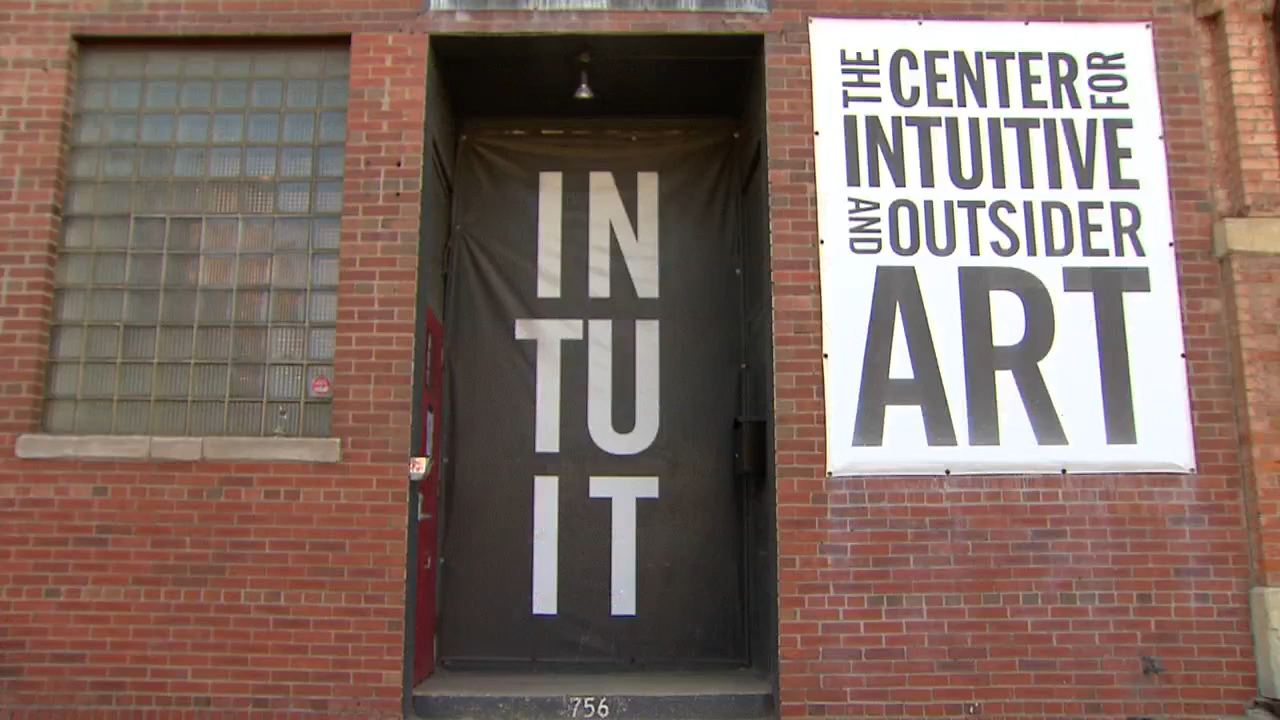 IN
TU
IT
THE CENTER FOR
INTUITIVE
AND OUTSIDER
ART
756